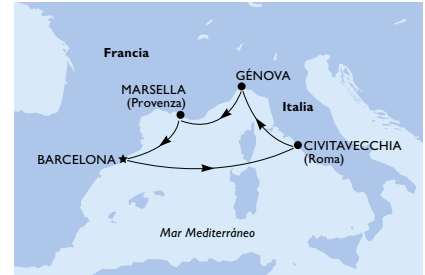 Francia
GÉNOVA
MARSELLA
(Provenza)
Italia
BARCELONA
CIVITAVECCHIA
(Roma)
Mar Mediterráneo